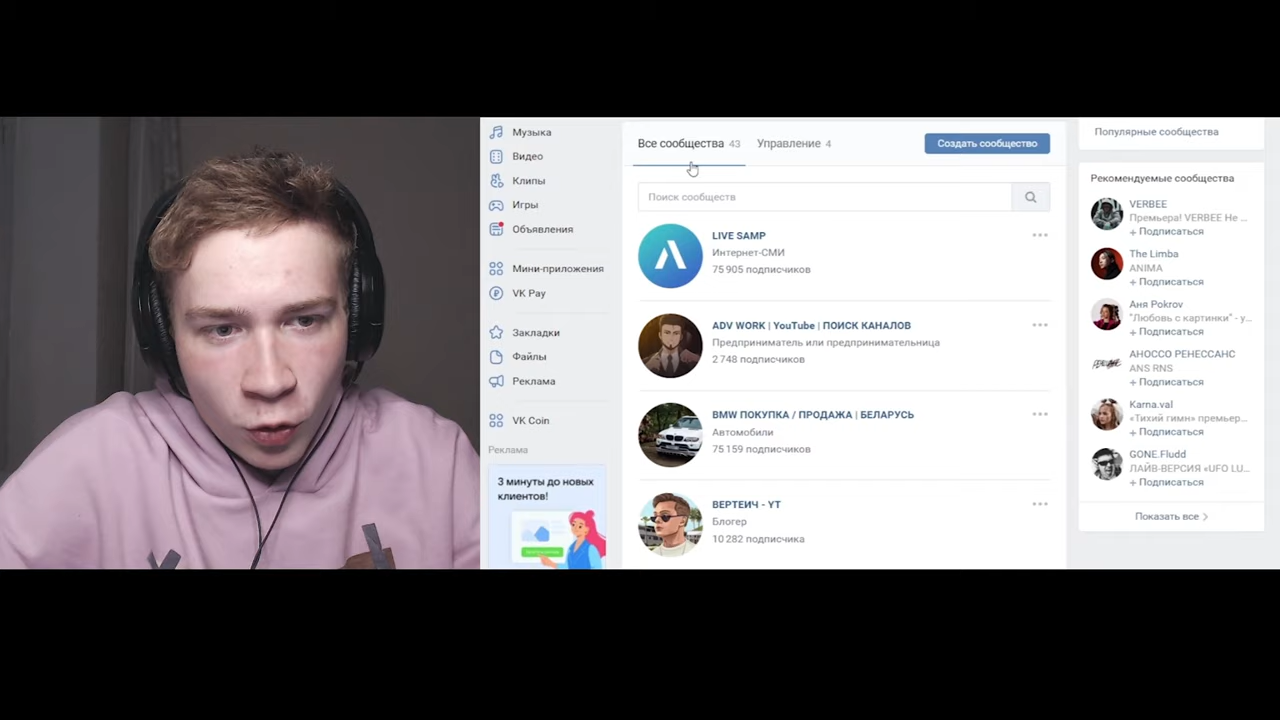 Музыка
Видео
Клипы
Игры
Объявления
Мини-приложения
VK Pay
Закладки
Файлы
Реклама
VK Coin
Реклама
3 минуты до новых
клиентов!
Все сообщества 43
Управление 4
Создать сообщество
Поиск сообществ
LIVE SAMP
Интернет-СМИ
75 905 подписчиков
ADV WORK | YouTube | ПОИСК КАНАЛОВ
Предприниматель или предпринимательница
2 748 подписчиков
BMW ПОКУПКА / ПРОДАЖА | БЕЛАРУСЬ
Автомобили
75 159 подписчиков
ВЕРТЕИЧ - YT
Блогер
10 282 подписчика
Популярные сообщества
Рекомендуемые сообщества
VERBEE
Премьера! VERBEE Не ...
+ Подписаться
The Limba
ANIMA
+ Подписаться
Аня Pokrov
"Любовь с картинки" - у...
+ Подписаться
АНОССО РЕНЕССАНС
ANS RNS
+ Подписаться
Karna.val
«Тихий гимн» премьер...
+ Подписаться
GONE.Fludd
ЛАЙВ-ВЕРСИЯ «UFO LU...
+ Подписаться
Показать все >